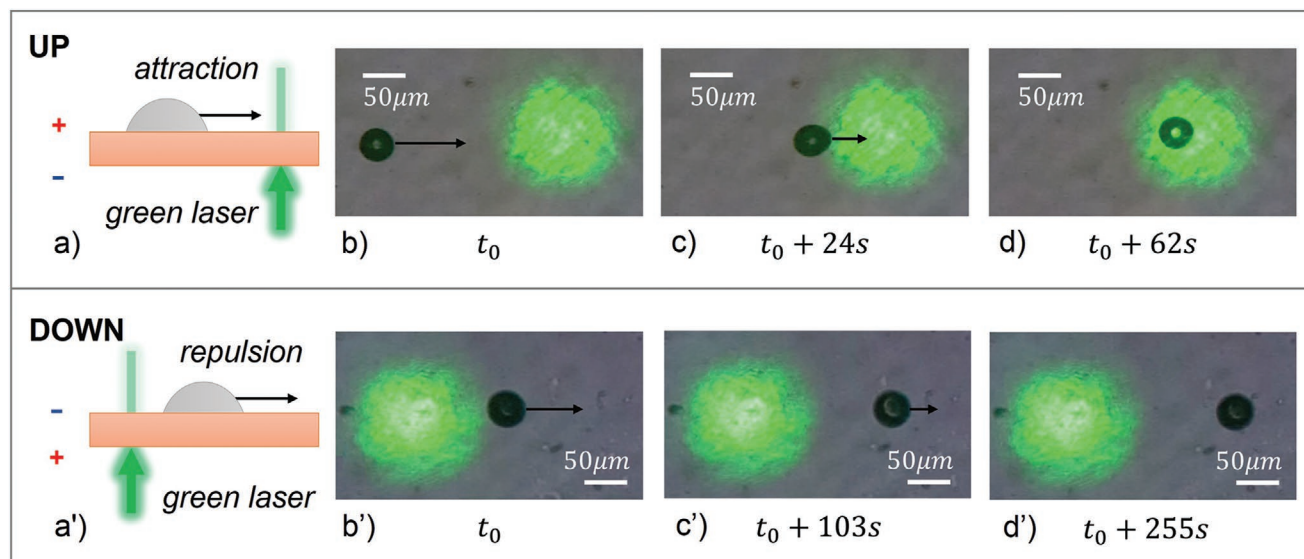 UP
attraction
+
-
green laser
a)
50μm
b)
t₀
50μm
c)
t₀ + 24s
50μm
d)
t₀ + 62s
DOWN
repulsion
-
+
green laser
a')
50μm
b')
t₀
50μm
c')
t₀ + 103s
50μm
d')
t₀ + 255s